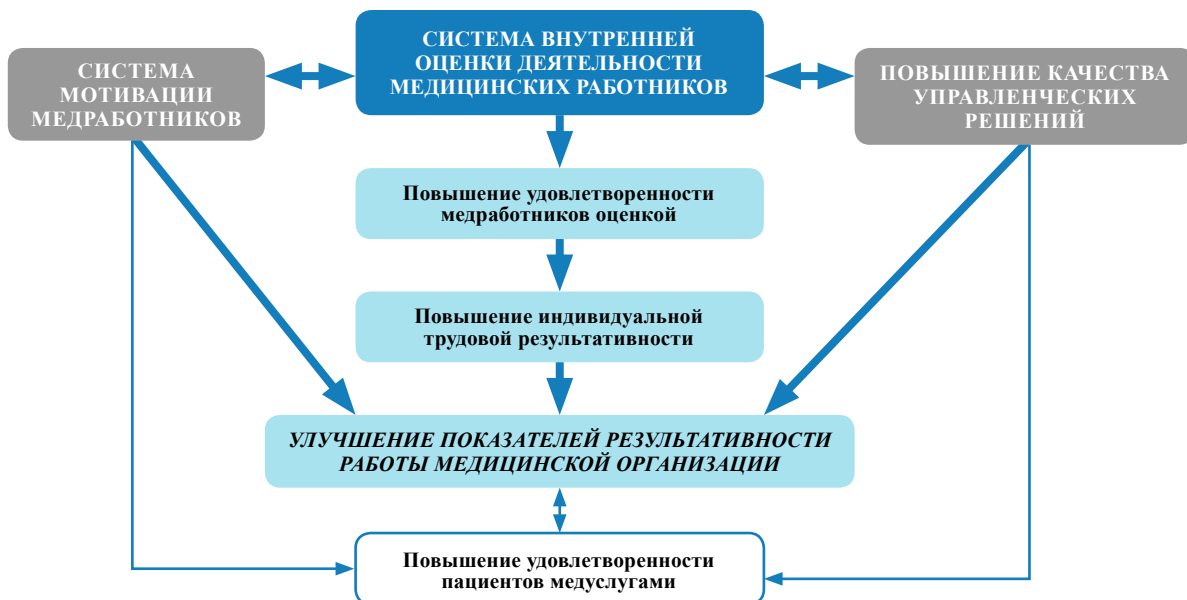 СИСТЕМА
МОТИВАЦИИ
МЕДРАБОТНИКОВ
СИСТЕМА ВНУТРЕННЕЙ
ОЦЕНКИ ДЕЯТЕЛЬНОСТИ
МЕДИЦИНСКИХ РАБОТНИКОВ
ПОВЫШЕНИЕ КАЧЕСТВА
УПРАВЛЕНЧЕСКИХ
РЕШЕНИЙ
Повышение удовлетворенности
медработников оценкой
Повышение индивидуальной
трудовой результативности
УЛУЧШЕНИЕ ПОКАЗАТЕЛЕЙ РЕЗУЛЬТАТИВНОСТИ
РАБОТЫ МЕДИЦИНСКОЙ ОРГАНИЗАЦИИ
Повышение удовлетворенности
пациентов медуслугами